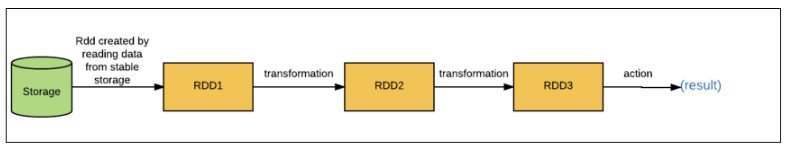 Rdd created by
reading data
from stable
storage
Storage
RDD1
transformation
RDD2
transformation
RDD3
action
(result)